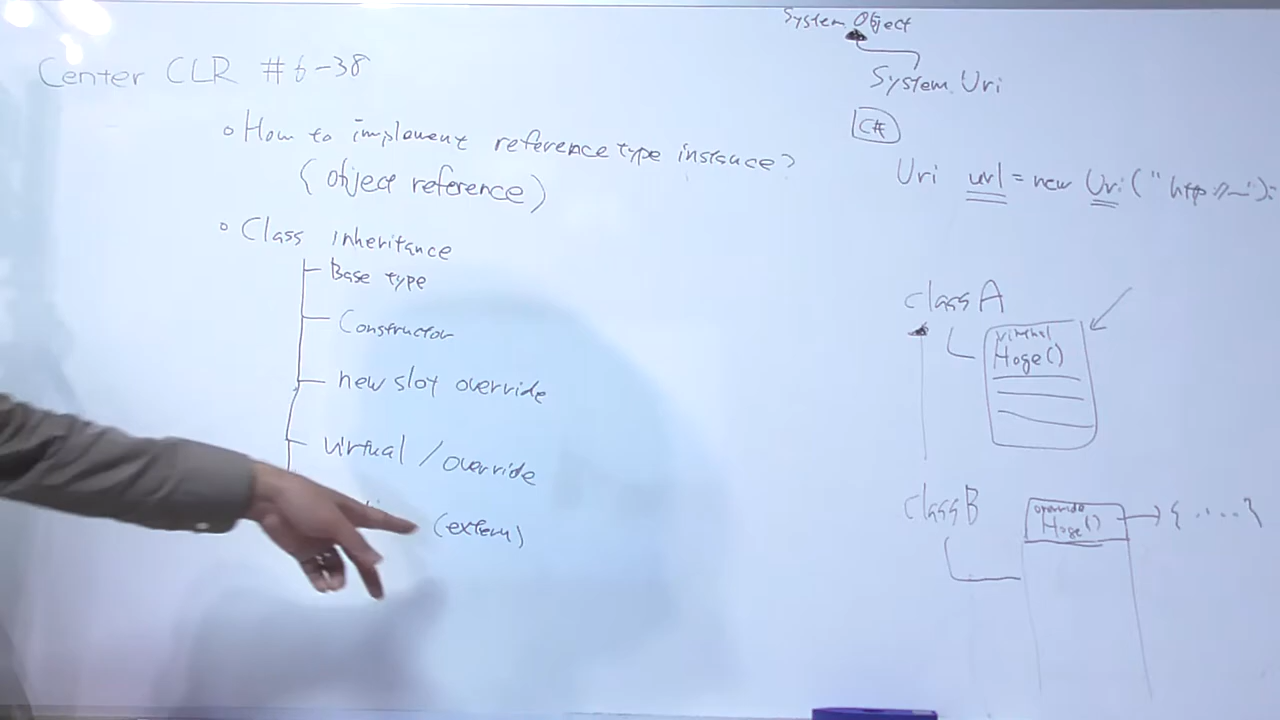 Center CLR #6-38
How to implement reference type instance?
(object reference)
Class inheritance
Base type
Constructor
new slot override
virtual / override
(extern)
System.Object
System.Uri
C#
Uri url = new Uri("http://~");
class A
virtual
Hoge()
class B
override
Hoge()
{ ..... }